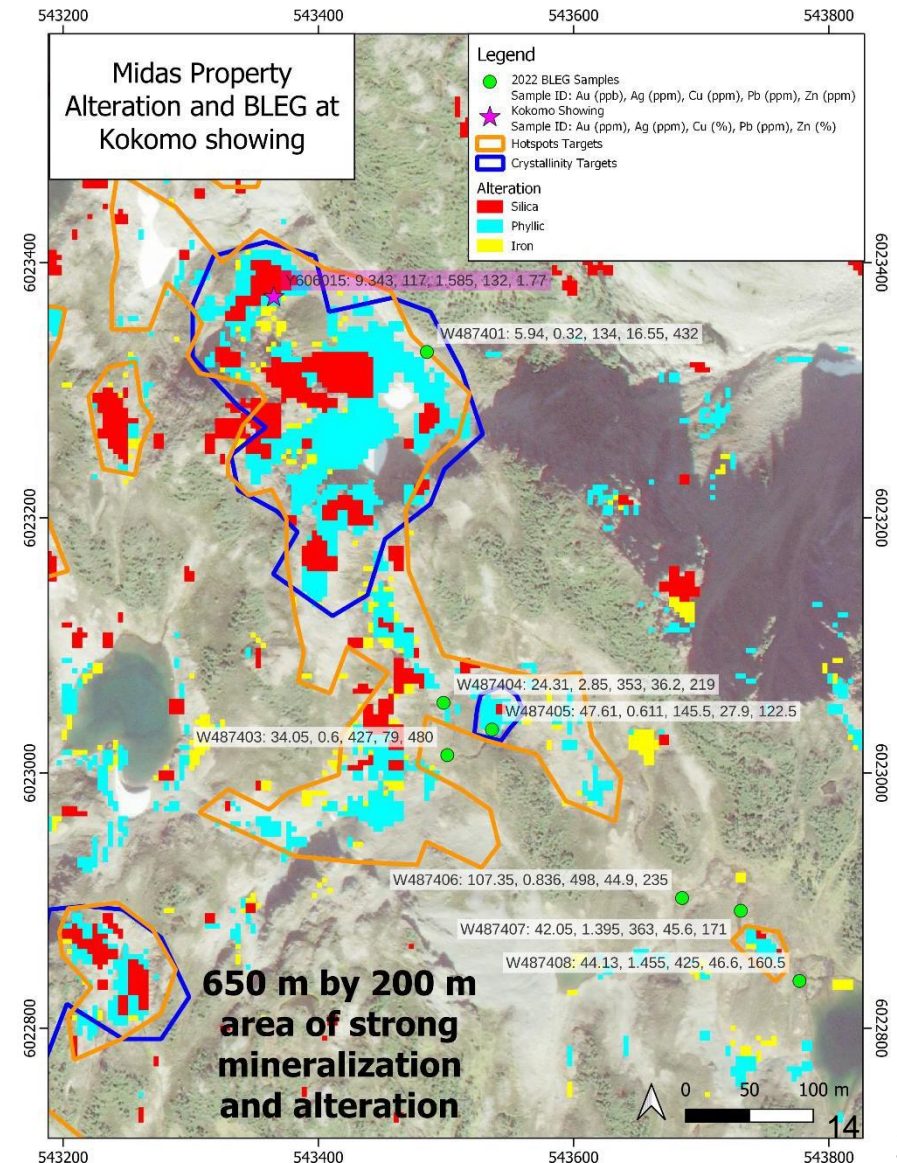 543200 543400 543600 543800
Midas Property
Alteration and BLEG at
Kokomo showing
Legend
2022 BLEG Samples
Sample ID: Au (ppb), Ag (ppm), Cu (ppm), Pb (ppm), Zn (ppm)
Kokomo Showing
Sample ID: Au (ppm), Ag (ppm), Cu (%), Pb (ppm), Zn (%)
Hotspots Targets
Crystallinity Targets
Alteration
Silica
Phyllic
Iron
6023400 6023400
Y606015: 9.343, 117, 1.585, 132, 1.77
W487401: 5.94, 0.32, 134, 16.55, 432
6023200 6023200
W487404: 24.31, 2.85, 353, 36.2, 219
W487405: 47.61, 0.611, 145.5, 27.9, 122.5
W487403: 34.05, 0.6, 427, 79, 480
6023000 6023000
W487406: 107.35, 0.836, 498, 44.9, 235
W487407: 42.05, 1.395, 363, 45.6, 171
W487408: 44.13, 1.455, 425, 46.6, 160.5
650 m by 200 m
area of strong
mineralization
and alteration
6022800 6022800
0 50 100 m
14
543200 543400 543600 543800